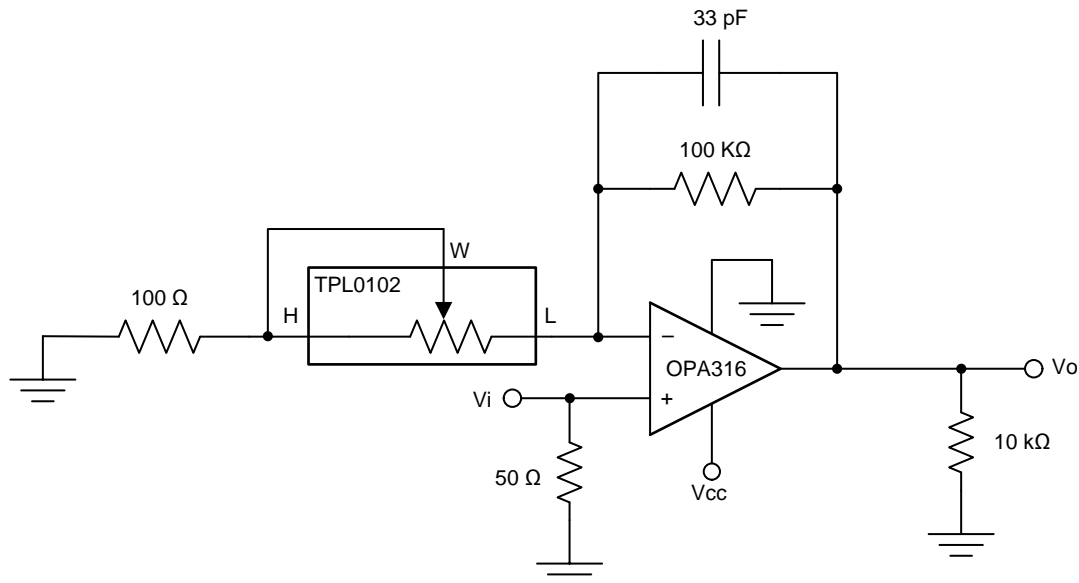 33 pF
100 KΩ
W
TPL0102
100 Ω
H
L
−
OPA316
Vo
Vi
+
10 kΩ
50 Ω
Vcc